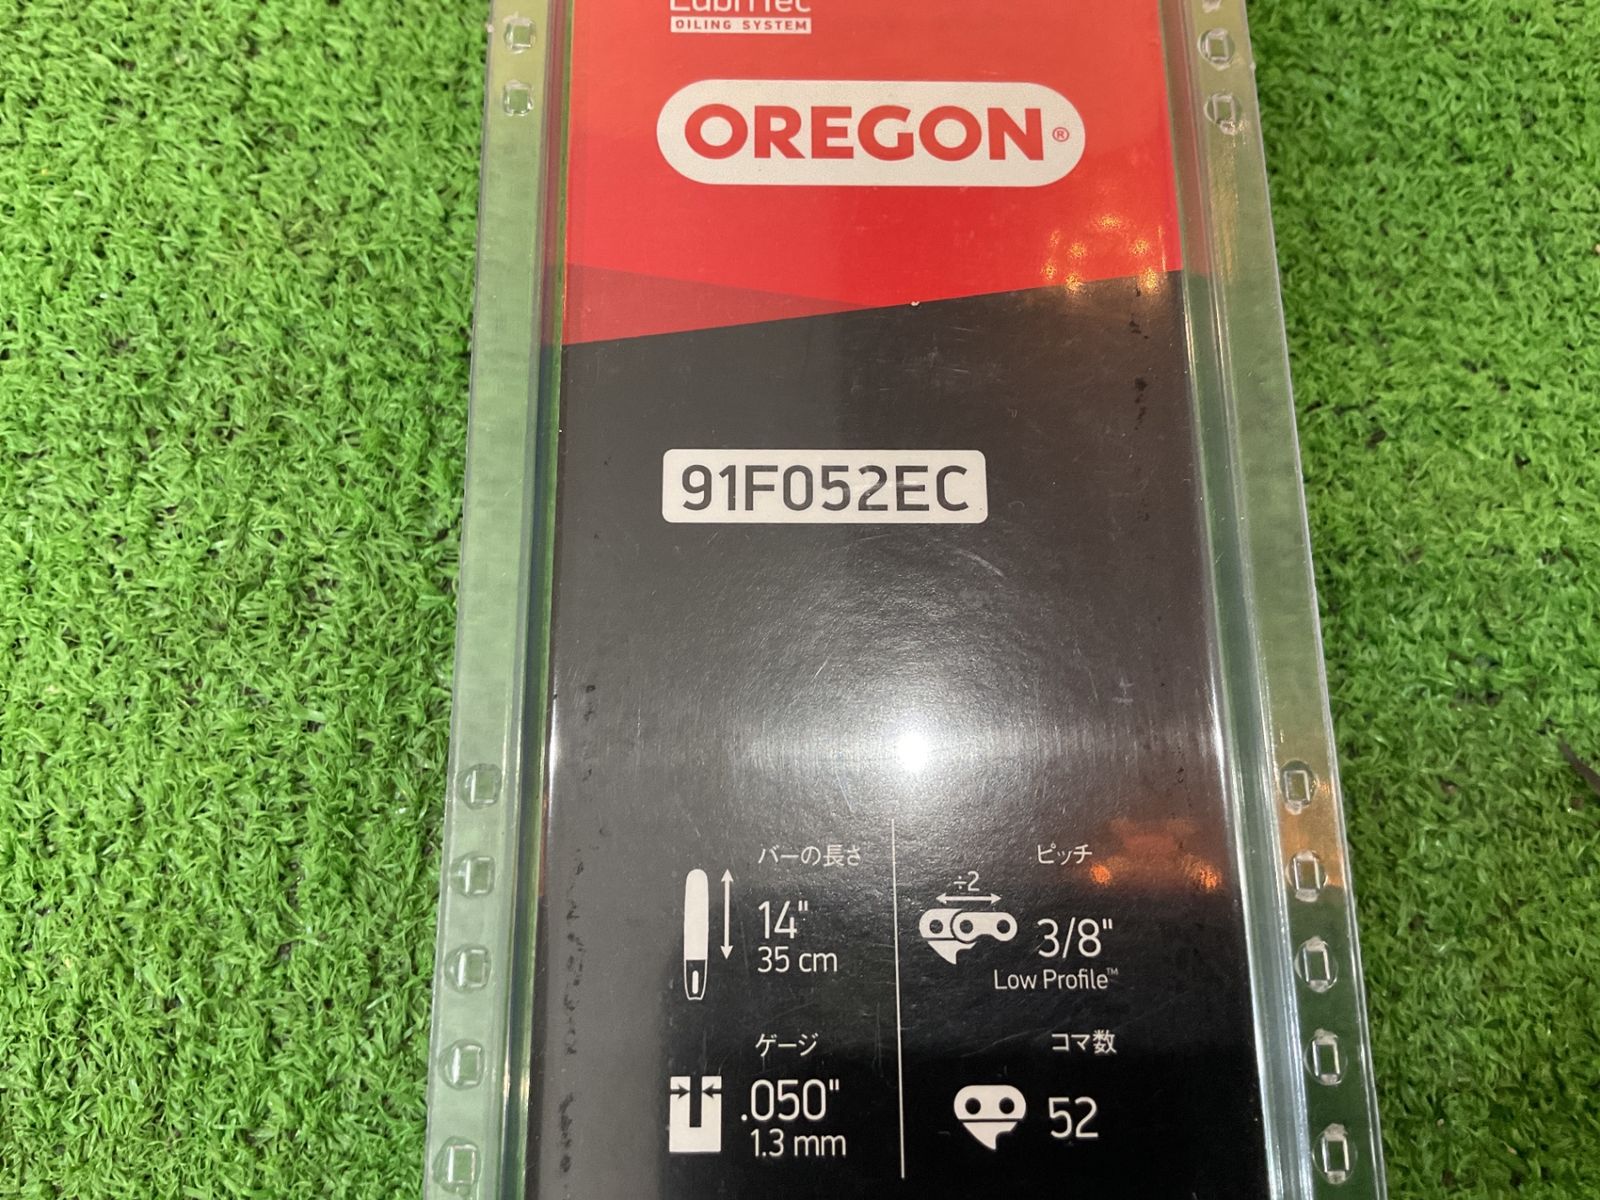 LubriTec
OILING SYSTEM
OREGON®
91F052EC
バーの長さ
14"
35 cm
ピッチ
÷2
3/8"
Low Profile™
ゲージ
.050"
1.3 mm
コマ数
52